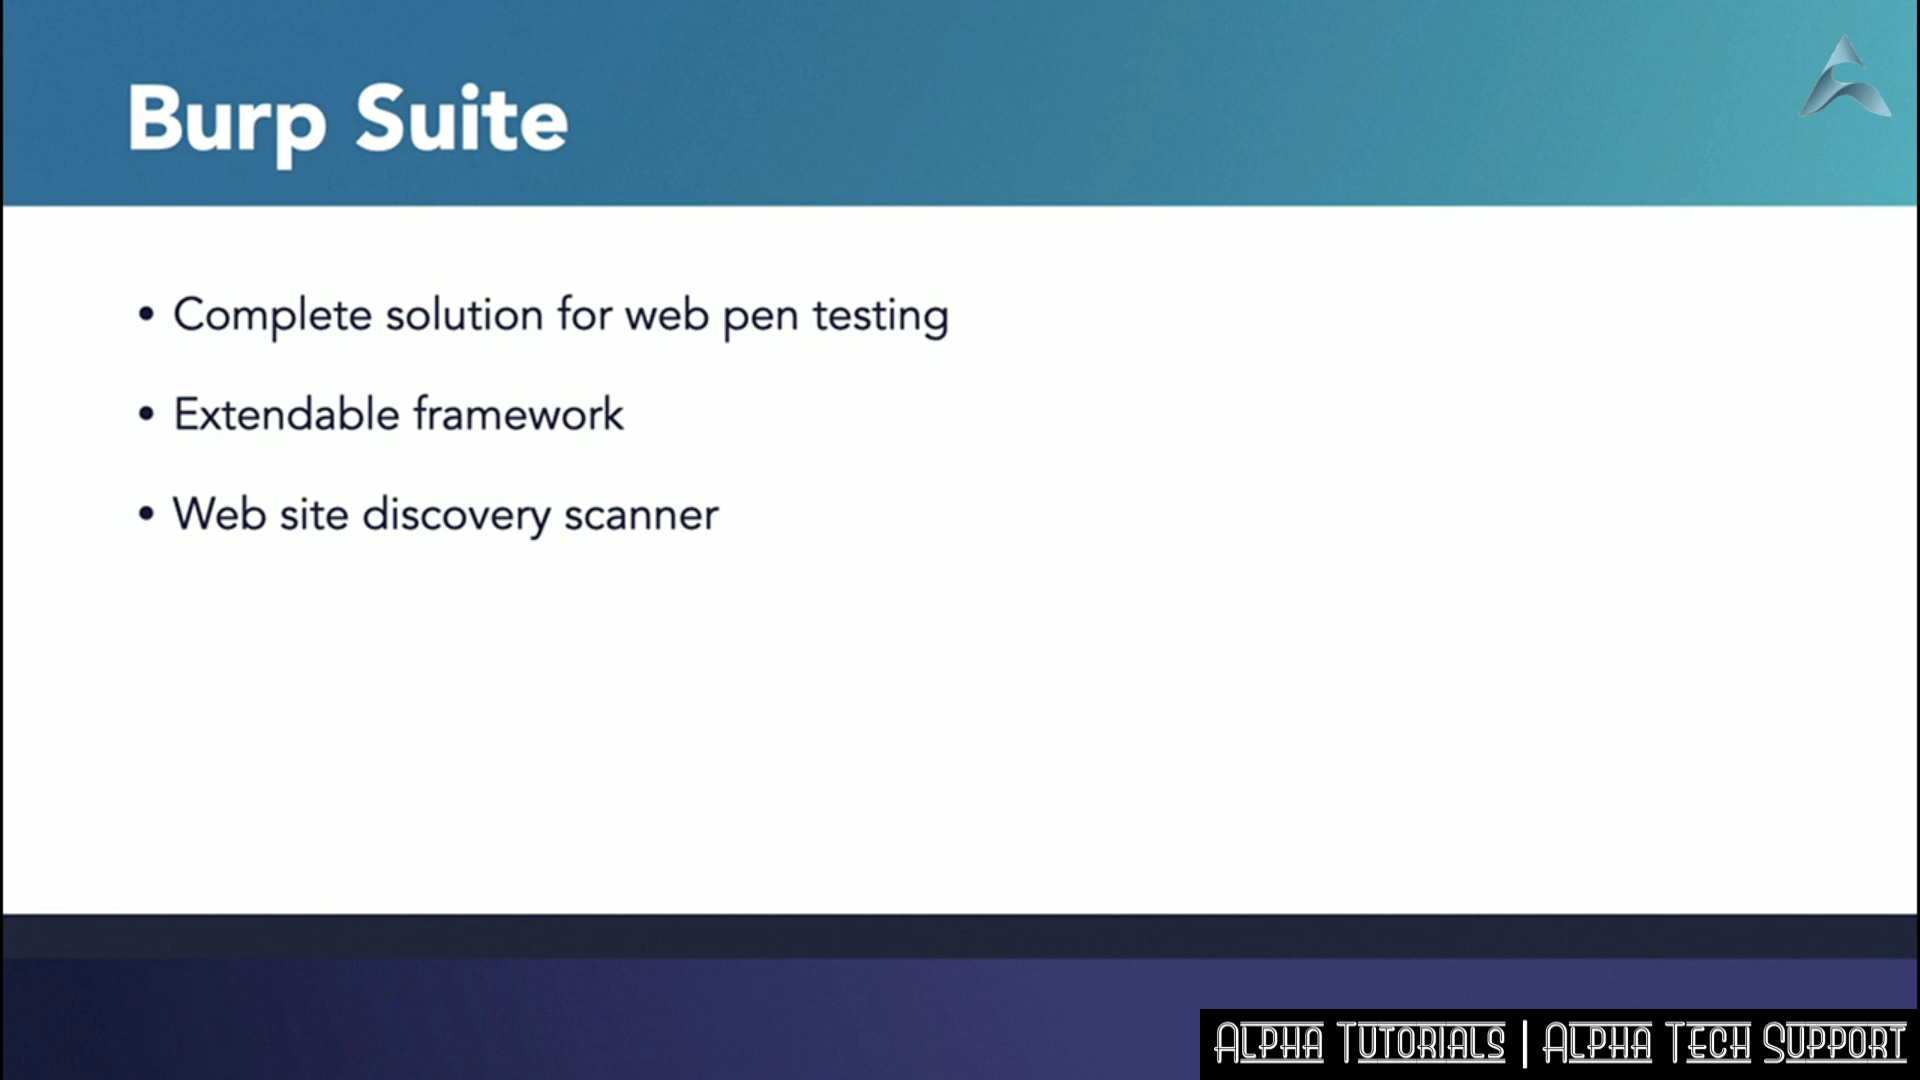 Burp Suite
• Complete solution for web pen testing
• Extendable framework
• Web site discovery scanner
Alpha Tutorials | Alpha Tech Support